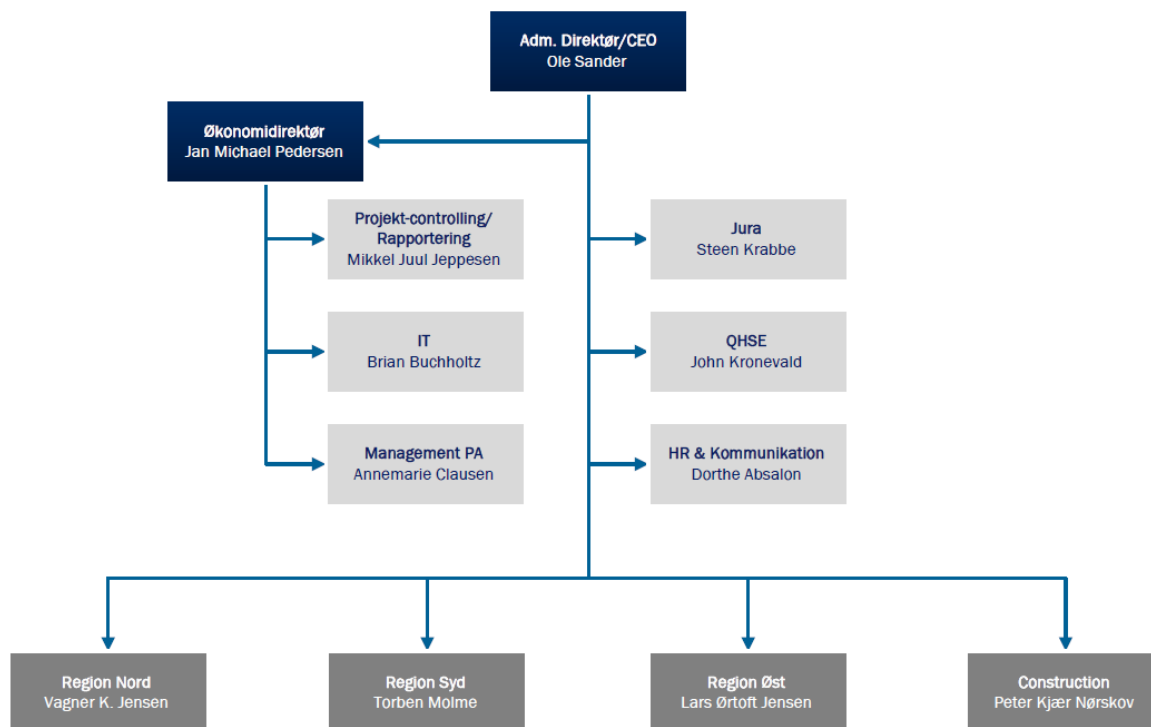 Adm. Direktør/CEO
Ole Sander
Økonomidirektør
Jan Michael Pedersen
Projekt-controlling/
Rapportering
Mikkel Juul Jeppesen
Jura
Steen Krabbe
IT
Brian Buchholtz
QHSE
John Kronevald
Management PA
Annemarie Clausen
HR & Kommunikation
Dorthe Absalon
Region Nord
Vagner K. Jensen
Region Syd
Torben Molme
Region Øst
Lars Ørtoft Jensen
Construction
Peter Kjær Nørskov